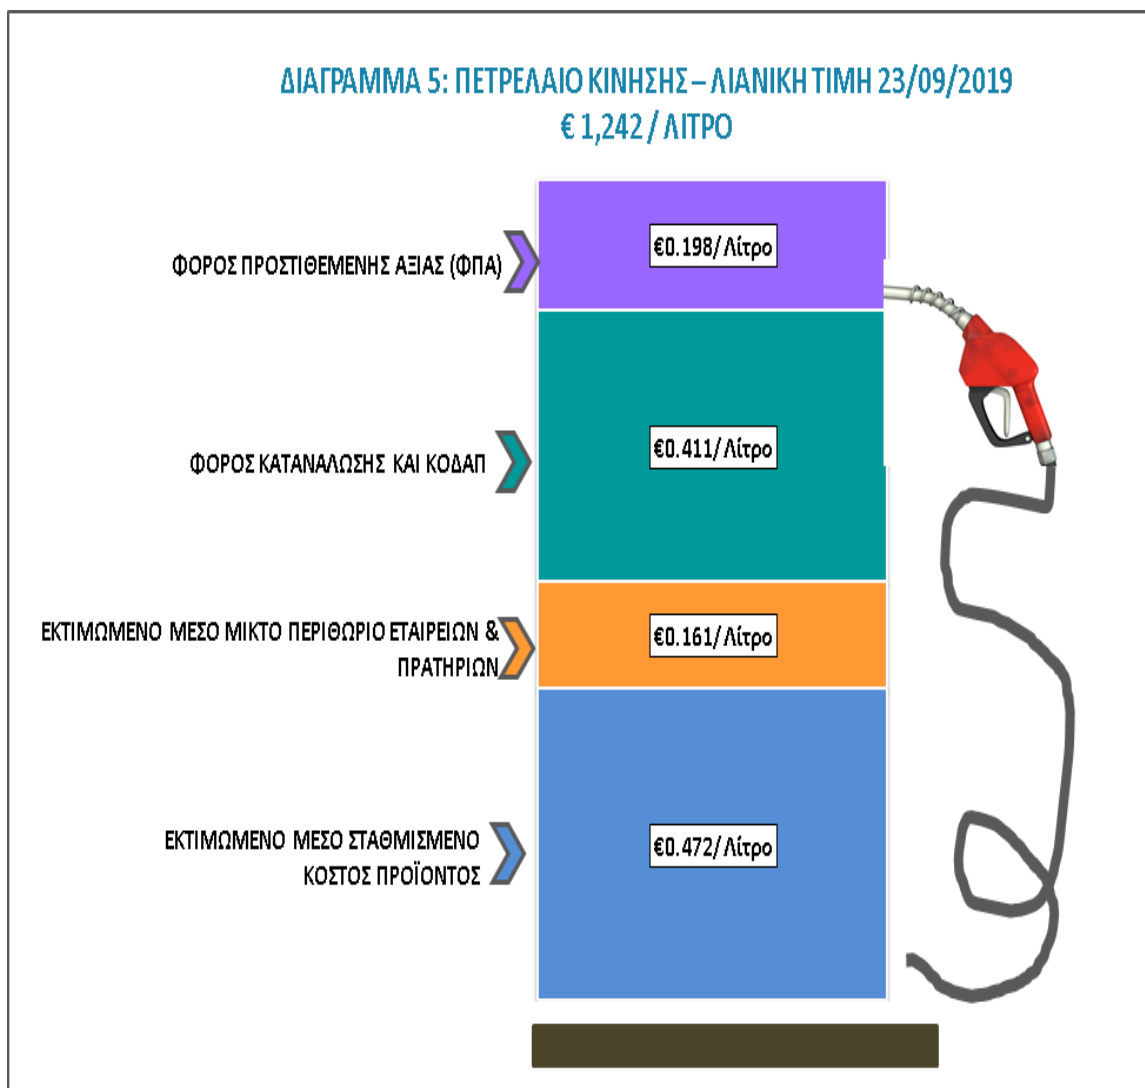 ΔΙΑΓΡΑΜΜΑ 5: ΠΕΤΡΕΛΑΙΟ ΚΙΝΗΣΗΣ – ΛΙΑΝΙΚΗ ΤΙΜΗ 23/09/2019
€ 1,242 / ΛΙΤΡΟ
€0.198/ Λίτρο
ΦΟΡΟΣ ΠΡΟΣΤΙΘΕΜΕΝΗΣ ΑΞΙΑΣ (ΦΠΑ)
€0.411/ Λίτρο
ΦΟΡΟΣ ΚΑΤΑΝΑΛΩΣΗΣ ΚΑΙ ΚΟΔΑΠ
ΕΚΤΙΜΩΜΕΝΟ ΜΕΣΟ ΜΙΚΤΟ ΠΕΡΙΘΩΡΙΟ ΕΤΑΙΡΕΙΩΝ &
ΠΡΑΤΗΡΙΩΝ
€0.161/ Λίτρο
ΕΚΤΙΜΩΜΕΝΟ ΜΕΣΟ ΣΤΑΘΜΙΣΜΕΝΟ
ΚΟΣΤΟΣ ΠΡΟΪΟΝΤΟΣ
€0.472/ Λίτρο